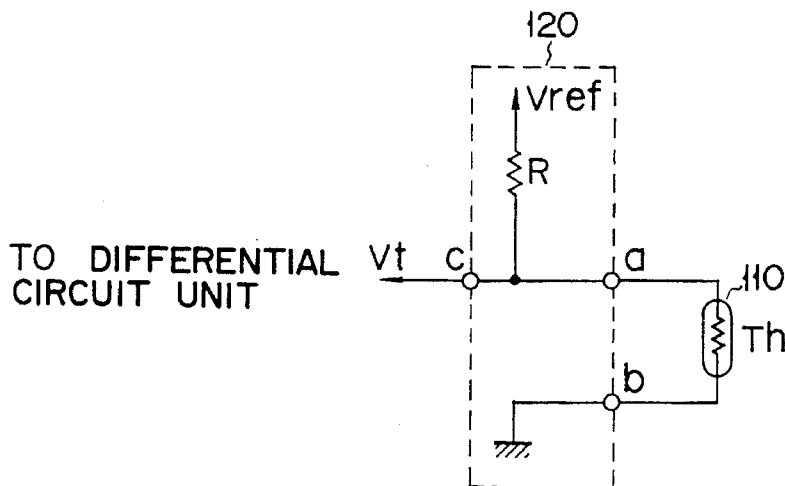 120
Vref
R
TO DIFFERENTIAL Vt c a
CIRCUIT UNIT
110
Th
b